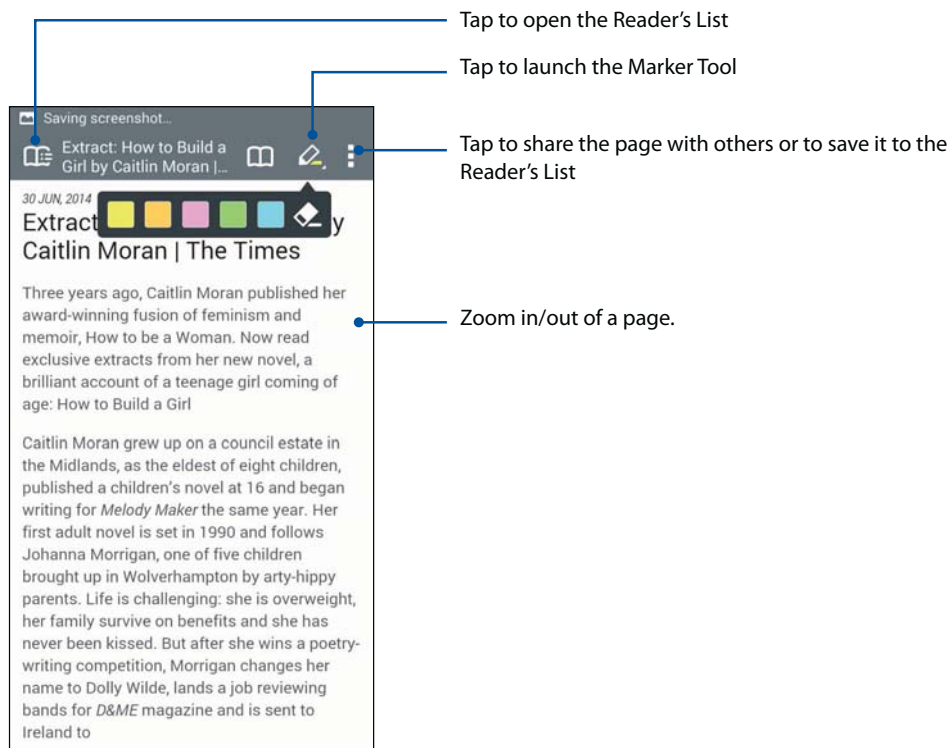 Tap to open the Reader's List
Tap to launch the Marker Tool
Tap to share the page with others or to save it to the
Reader's List
Zoom in/out of a page.
Saving screenshot...
Extract: How to Build a
Girl by Caitlin Moran |...
30 JUN, 2014
Extract y
Caitlin Moran | The Times
Three years ago, Caitlin Moran published her
award-winning fusion of feminism and
memoir, How to be a Woman. Now read
exclusive extracts from her new novel, a
brilliant account of a teenage girl coming of
age: How to Build a Girl
Caitlin Moran grew up on a council estate in
the Midlands, as the eldest of eight children,
published a children's novel at 16 and began
writing for Melody Maker the same year. Her
first adult novel is set in 1990 and follows
Johanna Morrigan, one of five children
brought up in Wolverhampton by arty-hippy
parents. Life is challenging: she is overweight,
her family survive on benefits and she has
never been kissed. But after she wins a poetry-
writing competition, Morrigan changes her
name to Dolly Wilde, lands a job reviewing
bands for D&ME magazine and is sent to
Ireland to